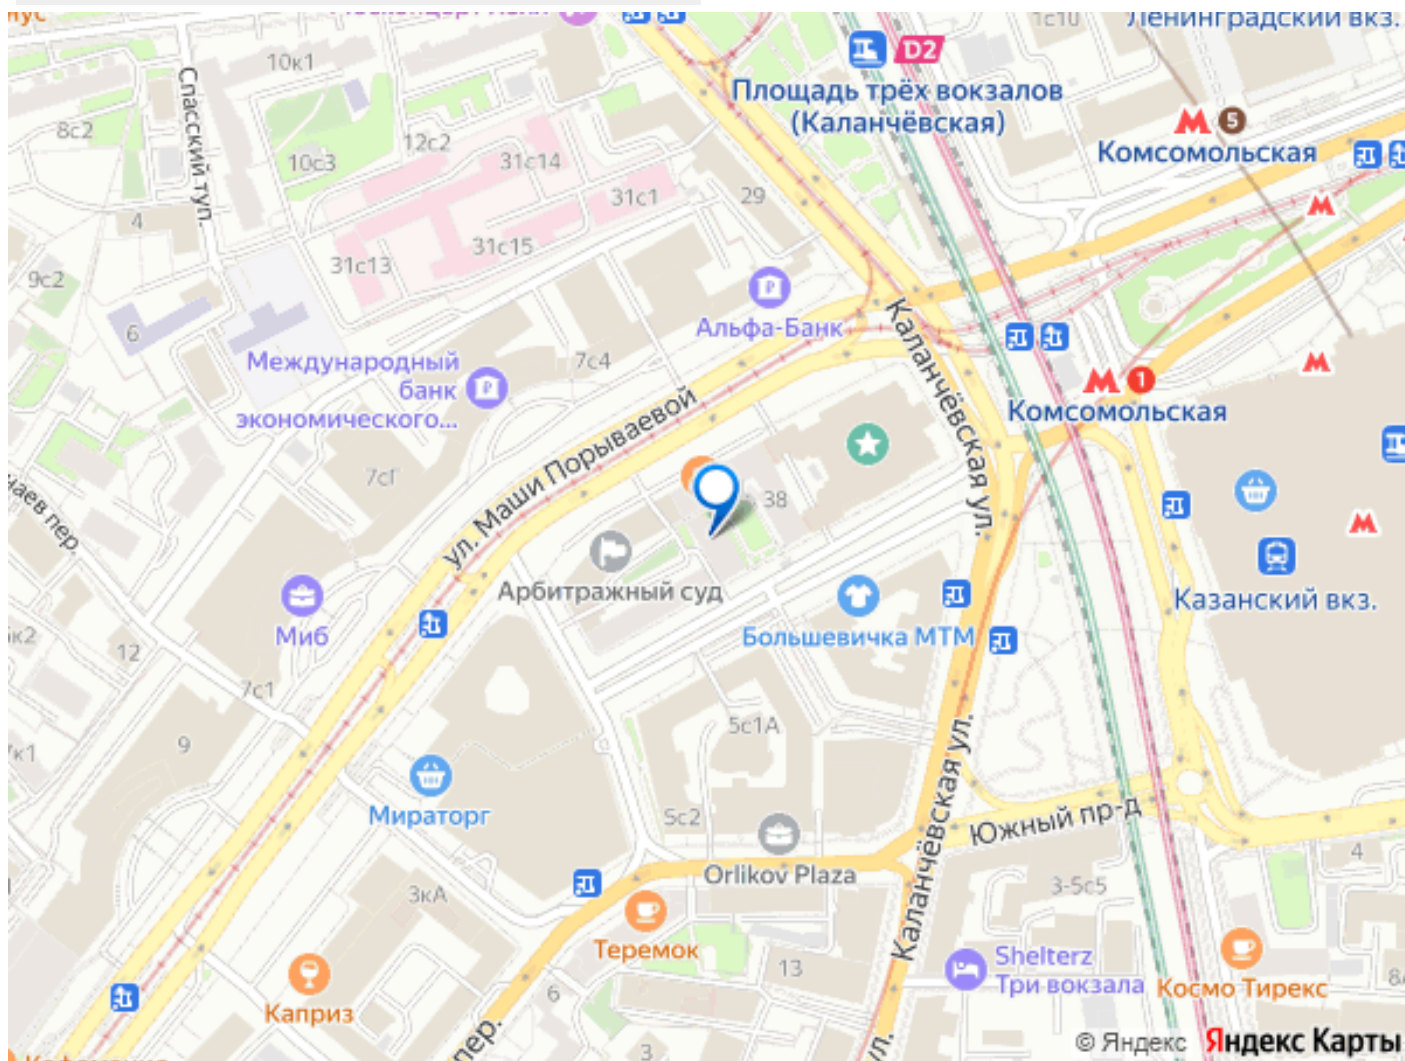 1с10
Ленинградский вкз.
10к1
D2
Площадь трёх вокзалов
(Каланчёвская)
5
Комсомольская
Спасский туп.
8с2
12с2
10с3
31с14
31с1
29
4
31с15
31с13
9с2
6
Альфа-Банк
Каланчёвская ул.
Международный
банк
экономического...
7с4
1
Комсомольская
ул. Маши Порываевой
7с1
38
Арбитражный суд
Казанский вкз.
Миб
Большевичка МТМ
12
7с1
9
5с1А
Мираторг
5с2
Каланчёвская ул.
Южный пр-д
Orlikov Plaza
4
3кА
3-5с5
Теремок
13
Shelterz
Три вокзала
Космо Тирекс
6
Каприз
пер.
3
© Яндекс
Яндекс Карты